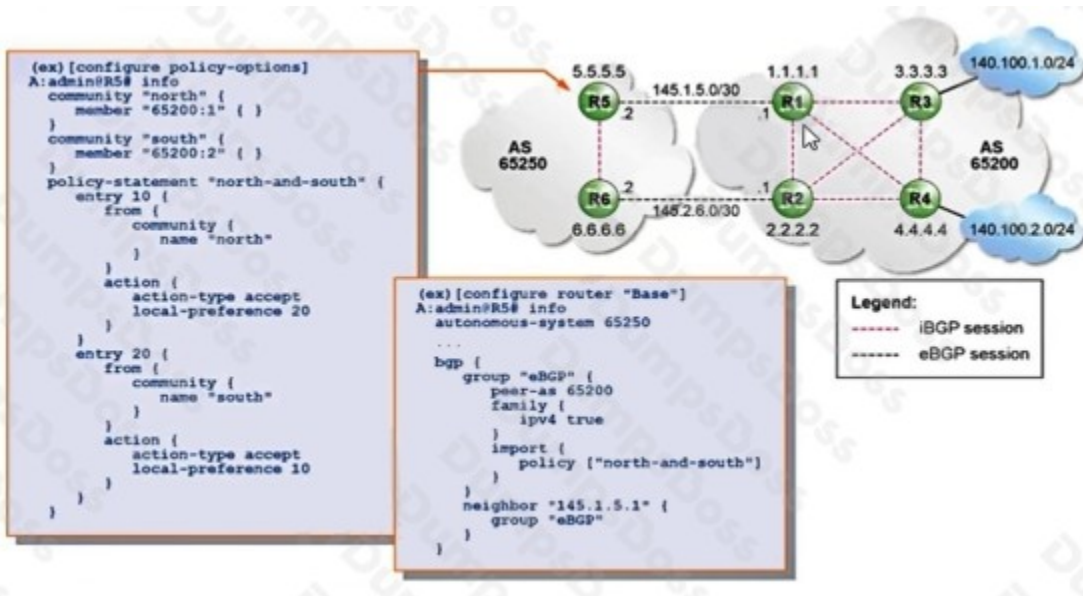 (ex)[configure policy-options]
A:admin@R5# info
community "north" {
member "65200:1" { }
}
community "south" {
member "65200:2" { }
}
policy-statement "north-and-south" {
entry 10 {
from {
community {
name "north"
}
}
action {
action-type accept
local-preference 20
}
}
entry 20 {
from {
community {
name "south"
}
}
action {
action-type accept
local-preference 10
}
}
}
(ex)[configure router "Base"]
A:admin@R5# info
autonomous-system 65250
...
bgp {
group "eBGP" {
peer-as 65200
family {
ipv4 true
}
import {
policy ["north-and-south"]
}
}
neighbor "145.1.5.1" {
group "eBGP"
}
}
5.5.5.5
1.1.1.1
3.3.3.3
140.100.1.0/24
R5
145.1.5.0/30
R1
R3
.2
.1
AS
65250
AS
65200
R6
.2
.1
R2
R4
145.2.6.0/30
140.100.2.0/24
6.6.6.6
2.2.2.2
4.4.4.4
Legend:
iBGP session
eBGP session
DumpsDoss